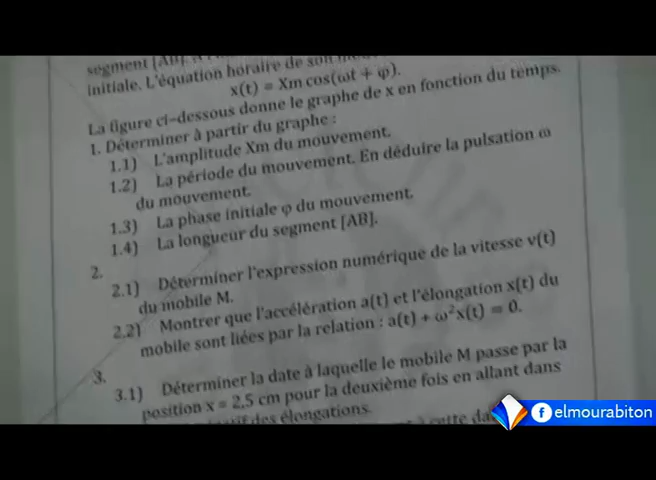 segment [AB].
initiale. L'équation horaire de son
x(t) = Xm cos(ωt + φ).
La figure ci-dessous donne le graphe de x en fonction du temps.
1. Déterminer à partir du graphe :
1.1) L'amplitude Xm du mouvement.
1.2) La période du mouvement. En déduire la pulsation ω
du mouvement.
1.3) La phase initiale φ du mouvement.
1.4) La longueur du segment [AB].
2.
2.1) Déterminer l'expression numérique de la vitesse v(t)
du mobile M.
2.2) Montrer que l'accélération a(t) et l'élongation x(t) du
mobile sont liées par la relation : a(t) + ω²x(t) = 0.
3.
3.1) Déterminer la date à laquelle le mobile M passe par la
position x = 2,5 cm pour la deuxième fois en allant dans
des élongations.
à cette
elmourabiton